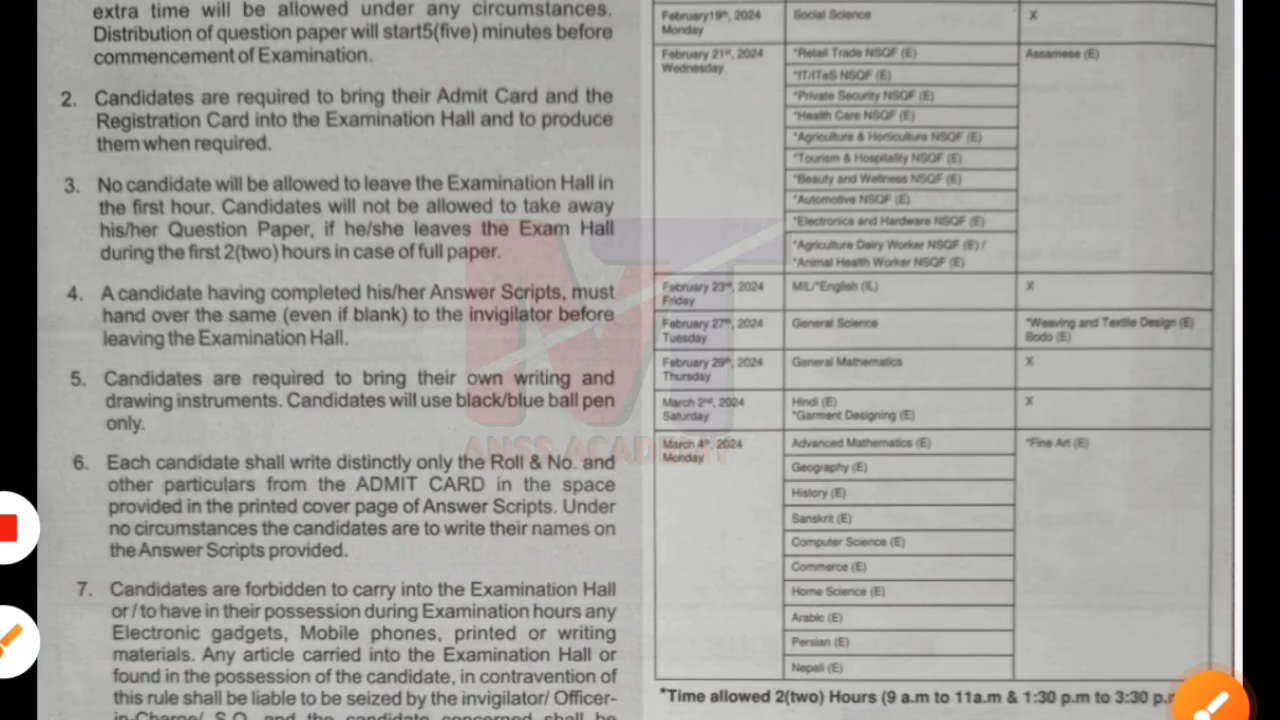 extra time will be allowed under any circumstances.
Distribution of question paper will start5(five) minutes before
commencement of Examination.
2. Candidates are required to bring their Admit Card and the
Registration Card into the Examination Hall and to produce
them when required.
3. No candidate will be allowed to leave the Examination Hall in
the first hour. Candidates will not be allowed to take away
his/her Question Paper, if he/she leaves the Exam Hall
during the first 2(two) hours in case of full paper.
4. A candidate having completed his/her Answer Scripts, must
hand over the same (even if blank) to the invigilator before
leaving the Examination Hall.
5. Candidates are required to bring their own writing and
drawing instruments. Candidates will use black/blue ball pen
only.
6. Each candidate shall write distinctly only the Roll & No. and
other particulars from the ADMIT CARD in the space
provided in the printed cover page of Answer Scripts. Under
no circumstances the candidates are to write their names on
the Answer Scripts provided.
7. Candidates are forbidden to carry into the Examination Hall
or / to have in their possession during Examination hours any
Electronic gadgets, Mobile phones, printed or writing
materials. Any article carried into the Examination Hall or
found in the possession of the candidate, in contravention of
this rule shall be liable to be seized by the invigilator/ Officer-
in-Charge/ S.O. and the candidate concerned shall be
February19th, 2024 Social Science X
Monday
February 21st, 2024 *Retail Trade NSQF (E) Assamese (E)
Wednesday
*IT/ITeS NSQF (E)
*Private Security NSQF (E)
*Health Care NSQF (E)
*Agriculture & Horticulture NSQF (E)
*Tourism & Hospitality NSQF (E)
*Beauty and Wellness NSQF (E)
*Automotive NSQF (E)
*Electronics and Hardware NSQF (E)
*Agriculture Dairy Worker NSQF (E) /
*Animal Health Worker NSQF (E)
February 23rd, 2024 MIL/*English (IL) X
Friday
February 27th, 2024 General Science *Weaving and Textile Design (E)
Tuesday Bodo (E)
February 29th, 2024 General Mathematics X
Thursday
March 2nd, 2024 Hindi (E) X
Saturday *Garment Designing (E)
March 4th, 2024 Advanced Mathematics (E) *Fine Art (E)
Monday
Geography (E)
History (E)
Sanskrit (E)
Computer Science (E)
Commerce (E)
Home Science (E)
Arabic (E)
Persian (E)
Nepali (E)
*Time allowed 2(two) Hours (9 a.m to 11a.m & 1:30 p.m to 3:30 p.
ANSS ACADEMY